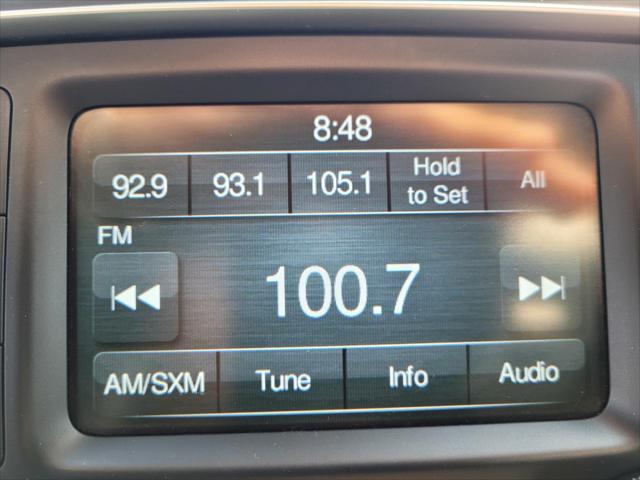 8:48
92.9 93.1 105.1 Hold to Set All
FM
100.7
AM/SXM Tune Info Audio